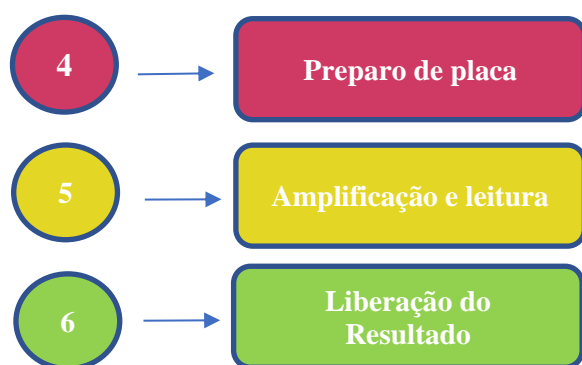 4
Preparo de placa
5
Amplificação e leitura
6
Liberação do
Resultado